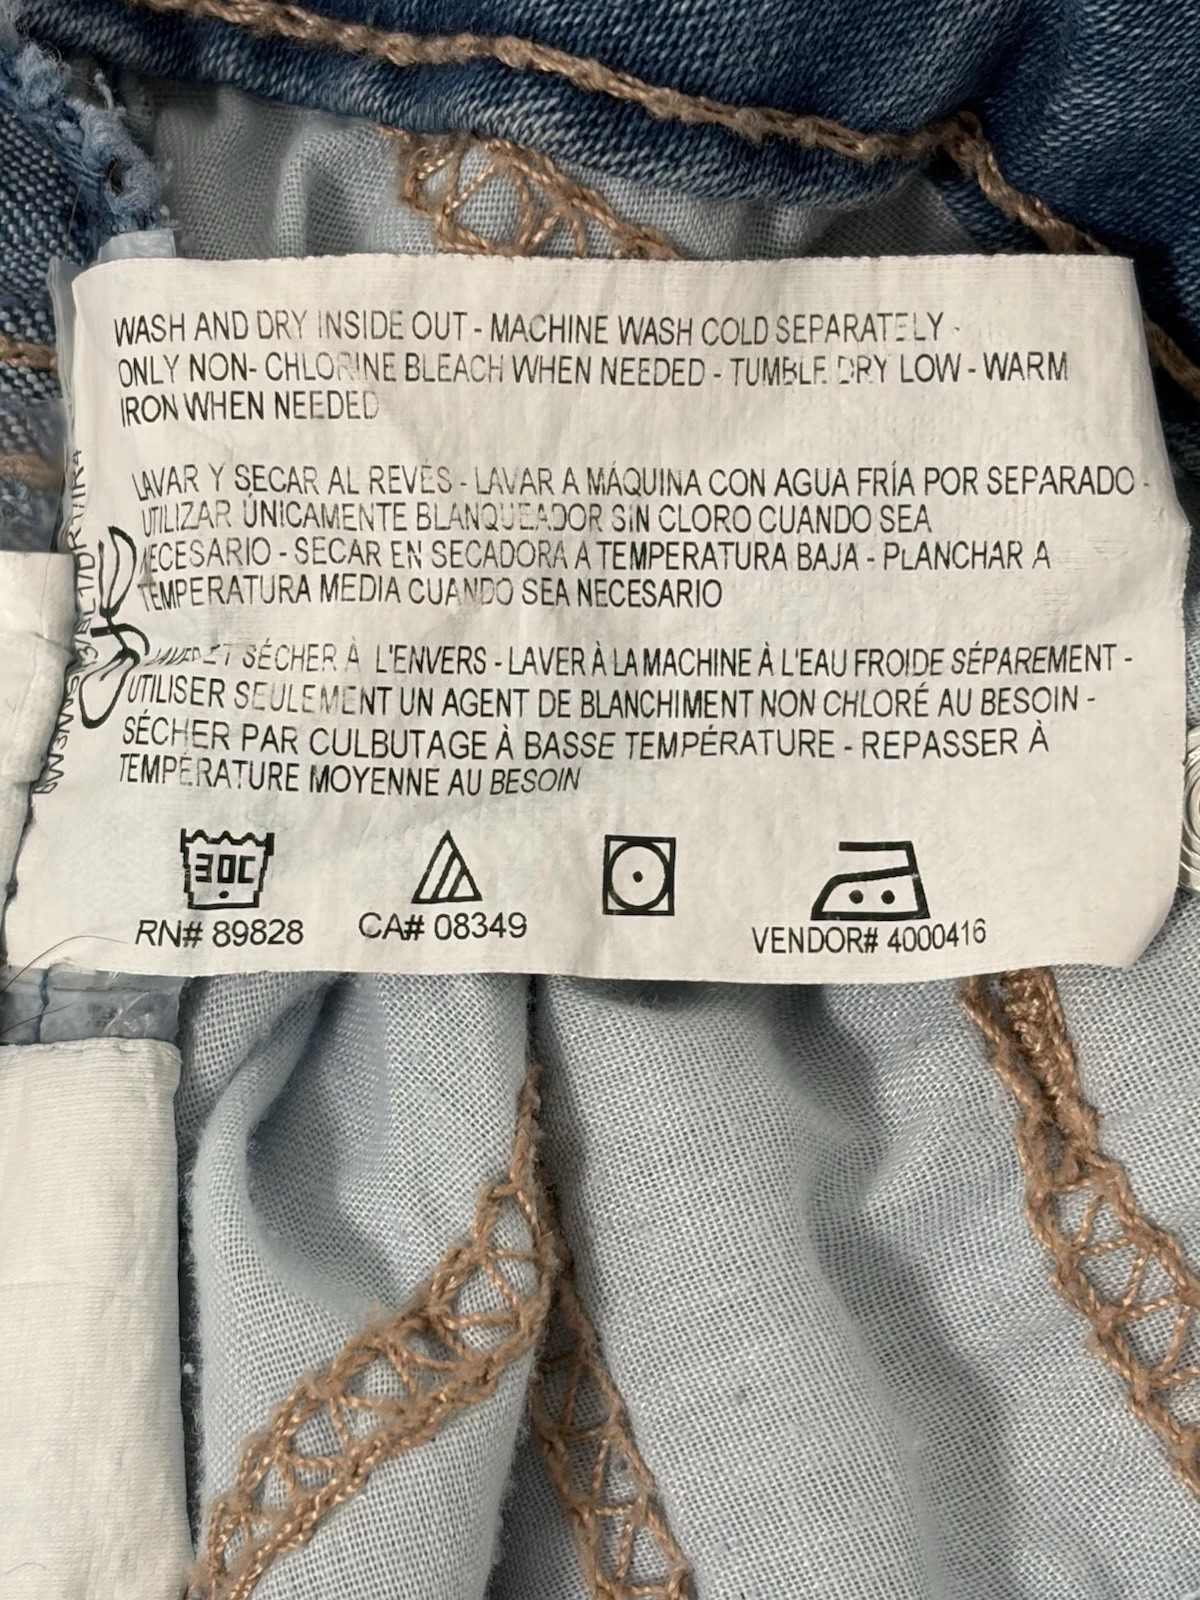 WASH AND DRY INSIDE OUT - MACHINE WASH COLD SEPARATELY -
ONLY NON- CHLORINE BLEACH WHEN NEEDED - TUMBLE DRY LOW - WARM
IRON WHEN NEEDED
LAVAR Y SECAR AL REVÉS - LAVAR A MÁQUINA CON AGUA FRÍA POR SEPARADO -
UTILIZAR ÚNICAMENTE BLANQUEADOR SIN CLORO CUANDO SEA
NECESARIO - SECAR EN SECADORA A TEMPERATURA BAJA - PLANCHAR A
TEMPERATURA MEDIA CUANDO SEA NECESARIO
LAVER ET SÉCHER À L'ENVERS - LAVER À LA MACHINE À L'EAU FROIDE SÉPAREMENT -
UTILISER SEULEMENT UN AGENT DE BLANCHIMENT NON CHLORÉ AU BESOIN -
SÉCHER PAR CULBUTAGE À BASSE TEMPÉRATURE - REPASSER À
TEMPÉRATURE MOYENNE AU BESOIN
30C
RN# 89828 CA# 08349 VENDOR# 4000416